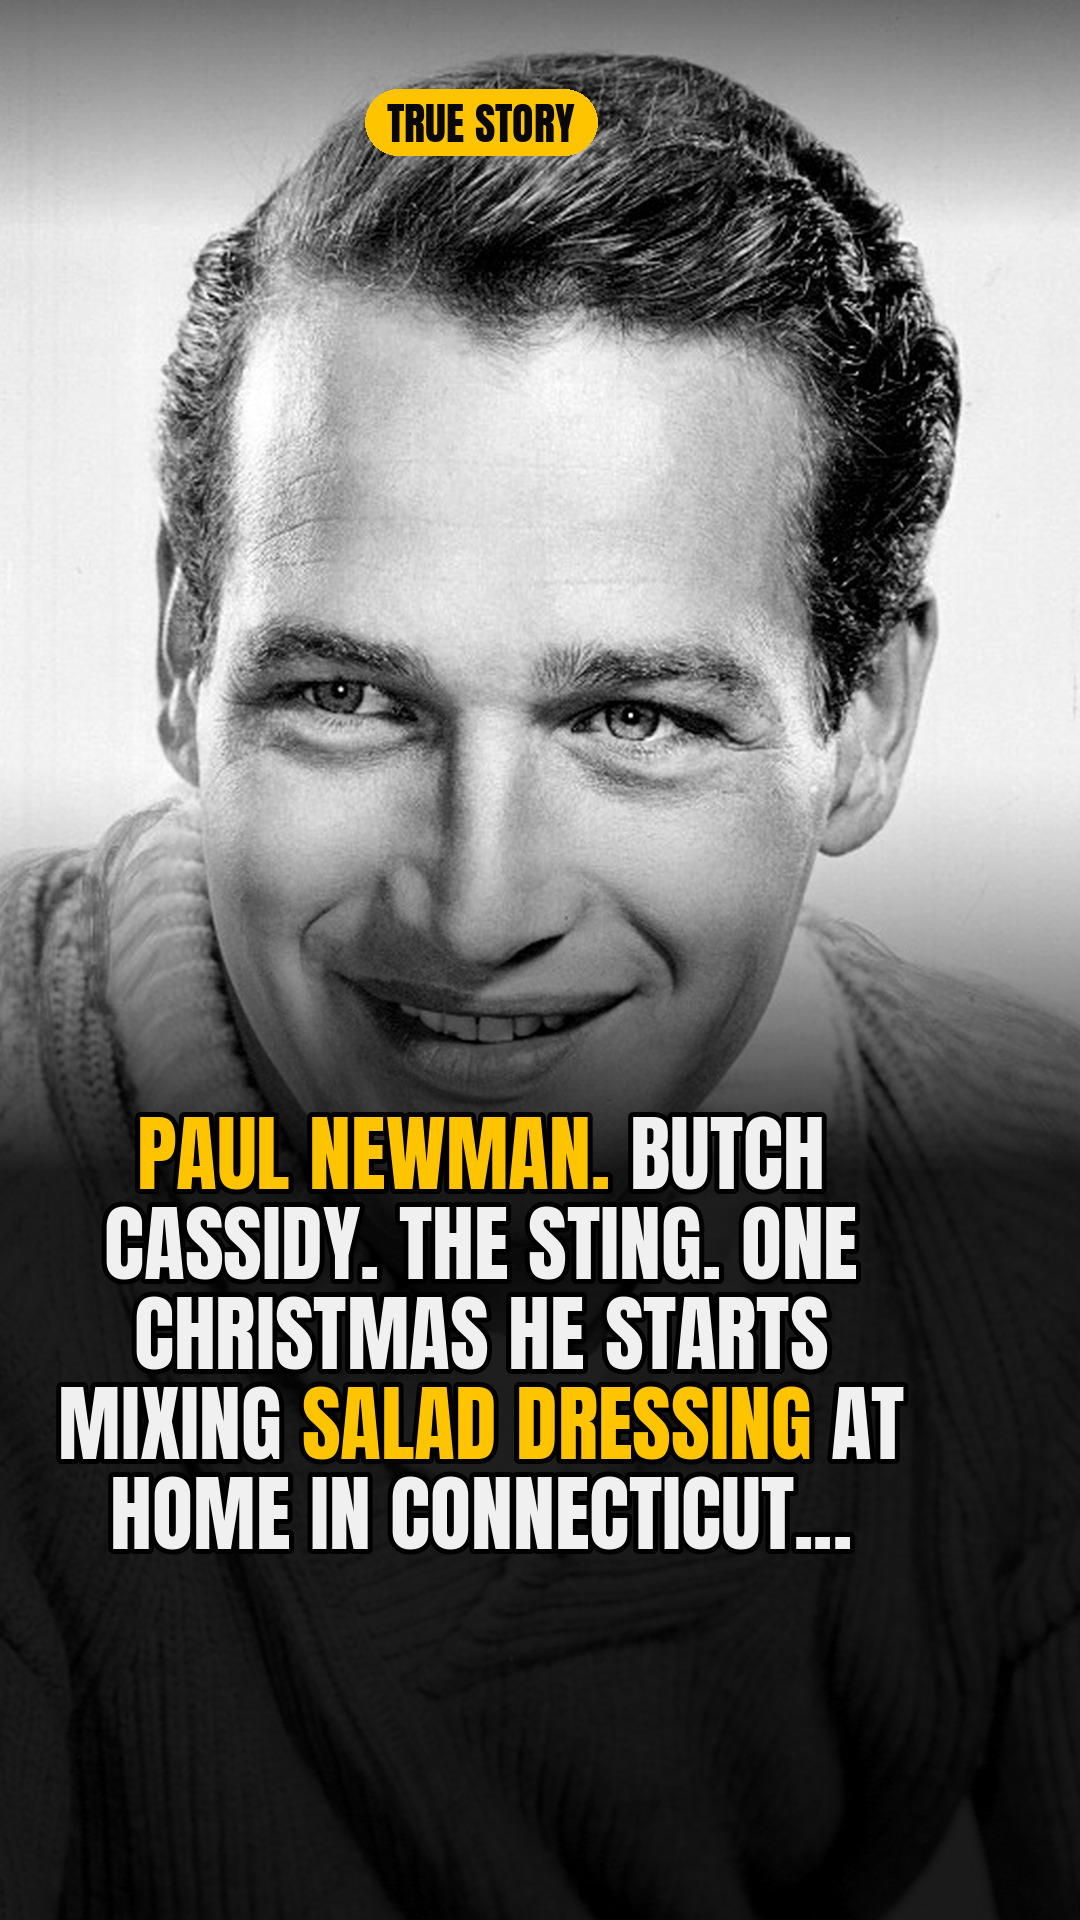 TRUE STORY
PAUL NEWMAN. BUTCH
CASSIDY. THE STING. ONE
CHRISTMAS HE STARTS
MIXING SALAD DRESSING AT
HOME IN CONNECTICUT...